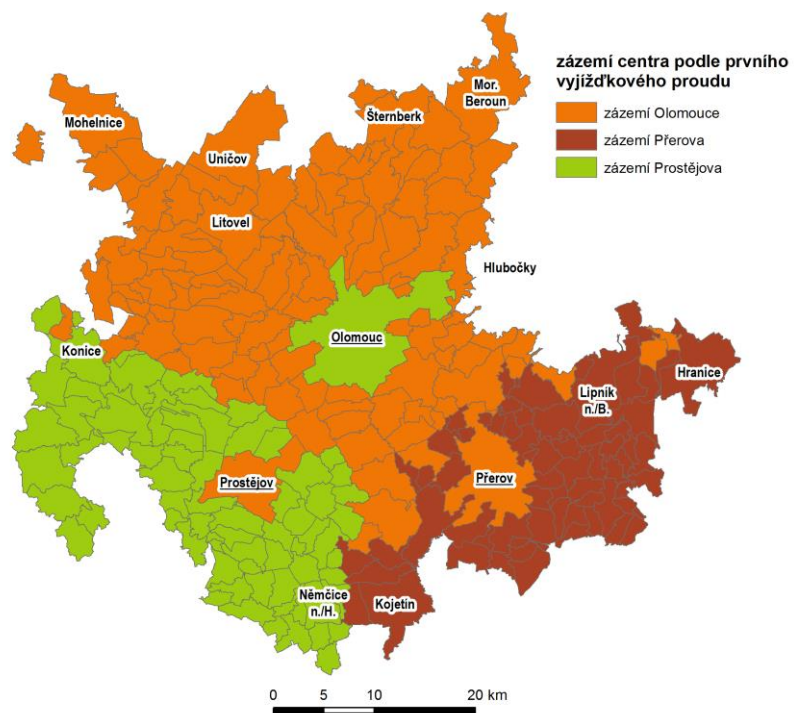 zázemí centra podle prvního
vyjížďkového proudu
zázemí Olomouce
zázemí Přerova
zázemí Prostějova
Mor.
Beroun
Mohelnice
Šternberk
Uničov
Litovel
Hlubočky
Olomouc
Konice
Hranice
Lipník
n./B.
Prostějov
Přerov
Němčice
n./H.
Kojetín
0 5 10 20 km